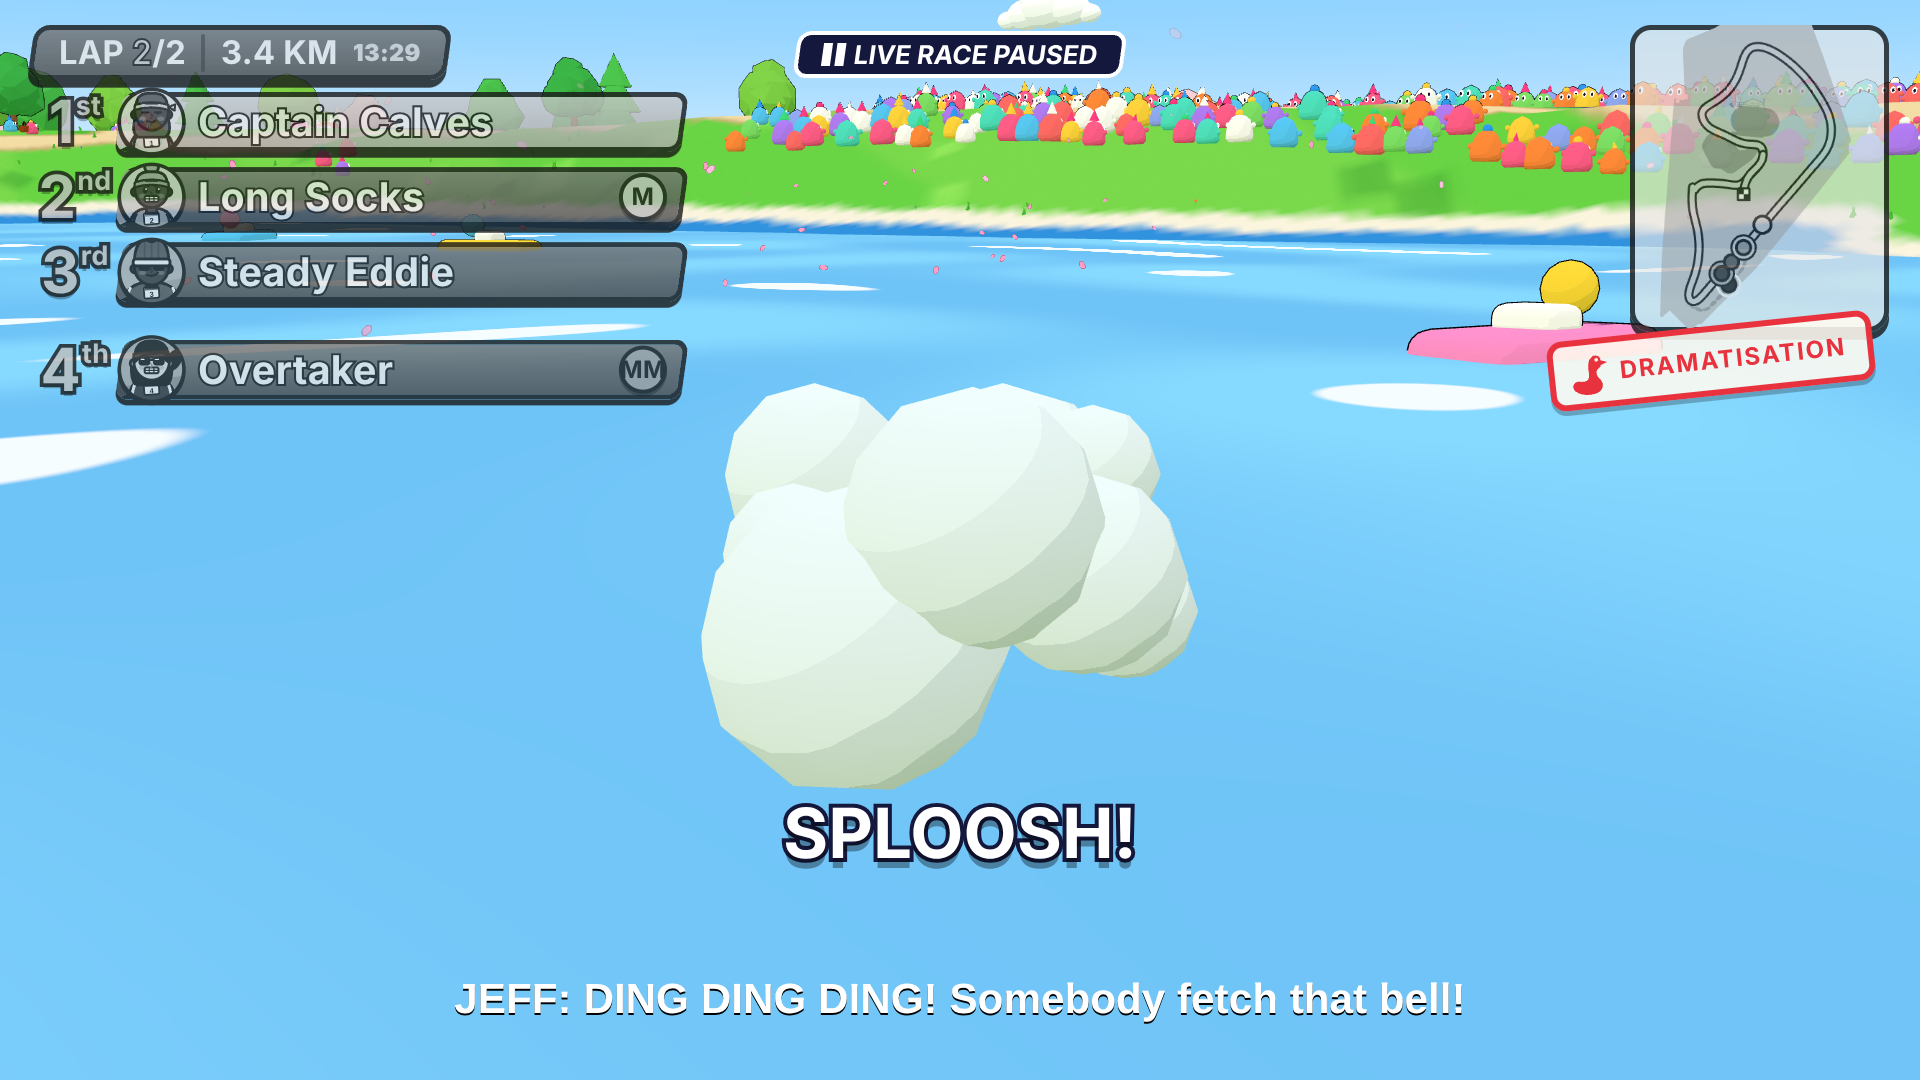 LAP 2/2 3.4 KM 13:29
LIVE RACE PAUSED
1st Captain Calves
2nd Long Socks M
3rd Steady Eddie
4th Overtaker MM
DRAMATISATION
SPLOOSH!
JEFF: DING DING DING! Somebody fetch that bell!